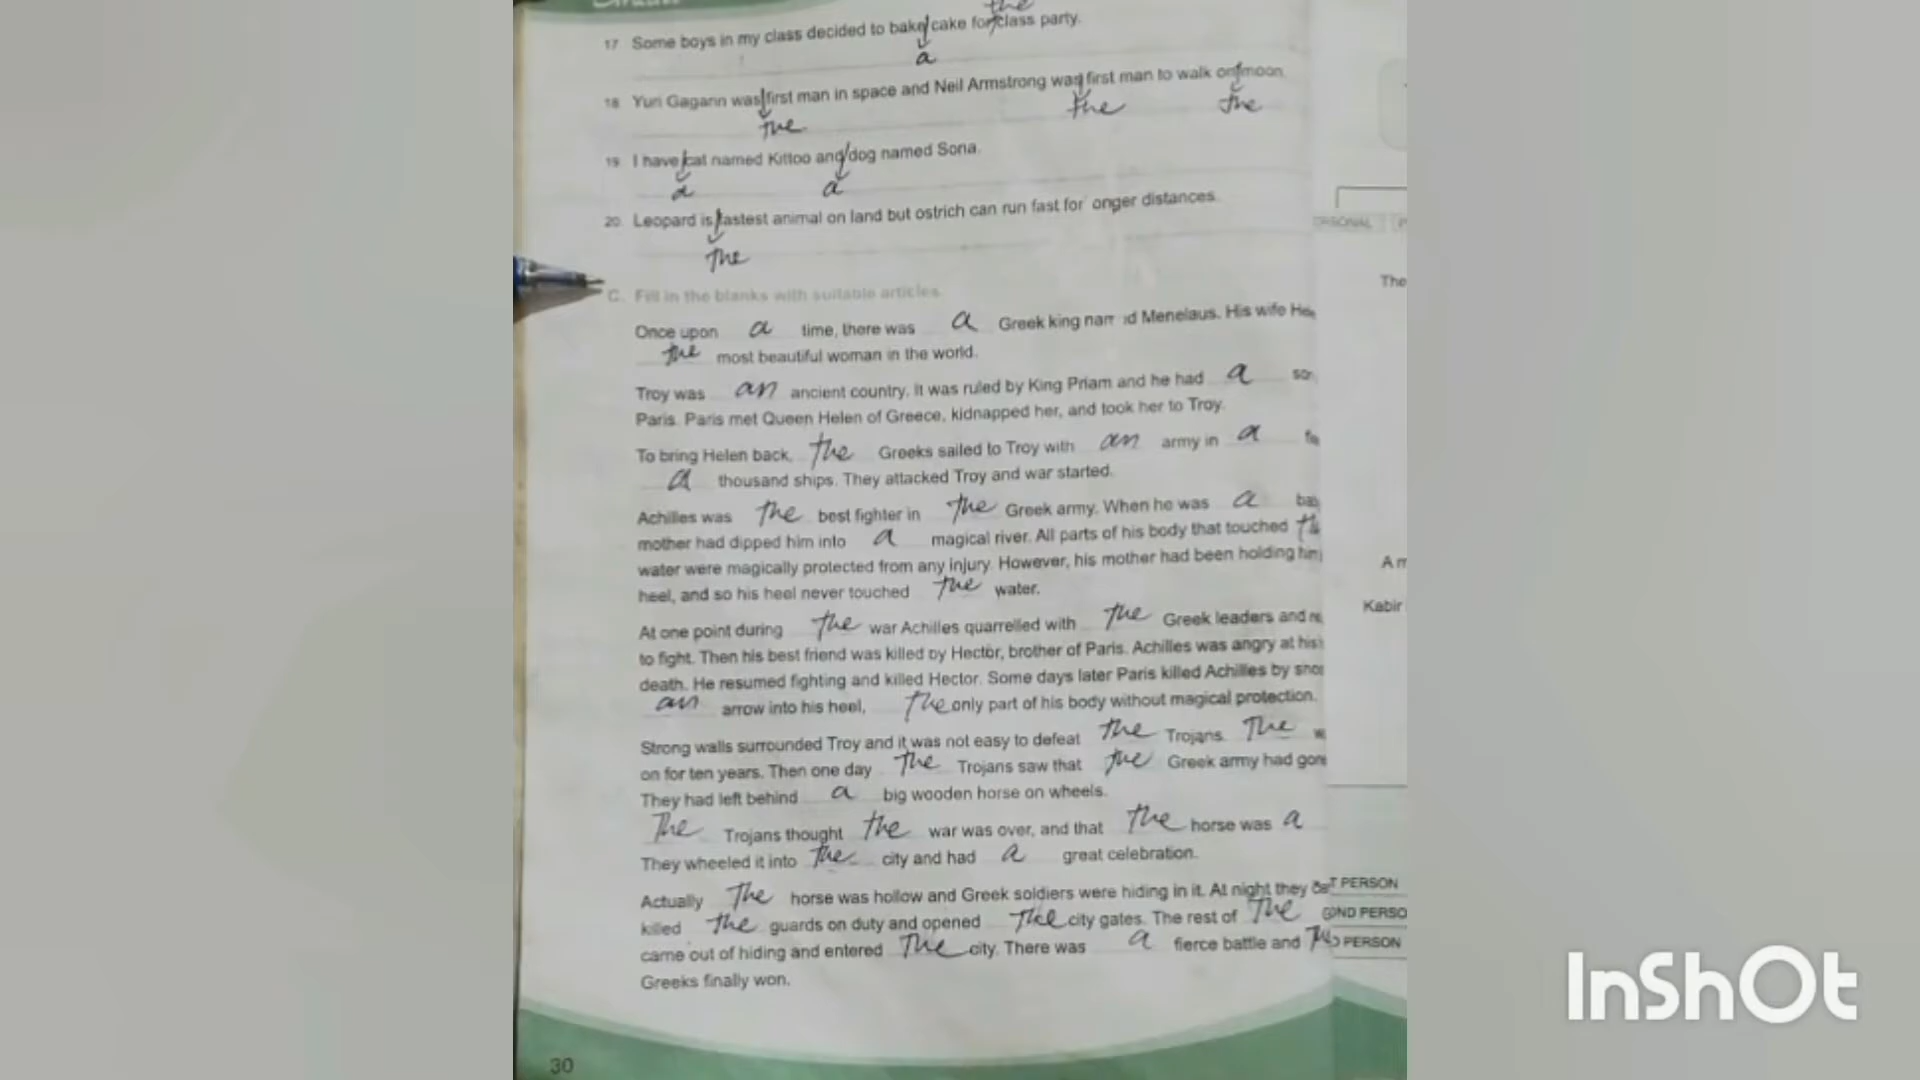 the
17 Some boys in my class decided to bake cake for class party.
a
18 Yuri Gagann was first man in space and Neil Armstrong was first man to walk on moon
the the the
19 I have cat named Kittoo and dog named Sona.
a a
20 Leopard is fastest animal on land but ostrich can run fast for onger distances.
the
C. Fill in the blanks with suitable articles
Once upon a time, there was a Greek king named Menelaus. His wife
the most beautiful woman in the world.
Troy was an ancient country. It was ruled by King Priam and he had a
Paris. Paris met Queen Helen of Greece, kidnapped her, and took her to Troy.
To bring Helen back, the Greeks sailed to Troy with an army in a
a thousand ships. They attacked Troy and war started.
Achilles was the best fighter in the Greek army. When he was a
mother had dipped him into a magical river. All parts of his body that touched
water were magically protected from any injury. However, his mother had been holding
heel, and so his heel never touched the water.
At one point during the war Achilles quarrelled with the Greek leaders and
to fight. Then his best friend was killed by Hector, brother of Paris. Achilles was angry at his
death. He resumed fighting and killed Hector. Some days later Paris killed Achilles by
an arrow into his heel, the only part of his body without magical protection.
Strong walls surrounded Troy and it was not easy to defeat the Trojans. The
on for ten years. Then one day the Trojans saw that the Greek army had
They had left behind a big wooden horse on wheels.
The Trojans thought the war was over, and that the horse was a
They wheeled it into the city and had a great celebration.
Actually the horse was hollow and Greek soldiers were hiding in it. At night they
killed the guards on duty and opened the city gates. The rest of the
came out of hiding and entered the city. There was a fierce battle and
Greeks finally won.
30
The
Kabir
T PERSON
OND PERSO
D PERSON
InShOt